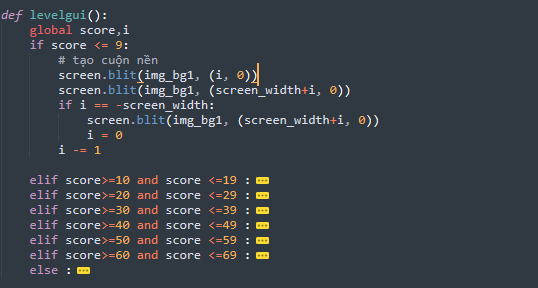 def levelgui():
    global score,i
    if score <= 9:
        # tạo cuộn nền
        screen.blit(img_bg1, (i, 0))
        screen.blit(img_bg1, (screen_width+i, 0))
        if i == -screen_width:
            screen.blit(img_bg1, (screen_width+i, 0))
            i = 0
        i -= 1
    elif score>=10 and score <=19 :
    elif score>=20 and score <=29 :
    elif score>=30 and score <=39 :
    elif score>=40 and score <=49 :
    elif score>=50 and score <=59 :
    elif score>=60 and score <=69 :
    else :